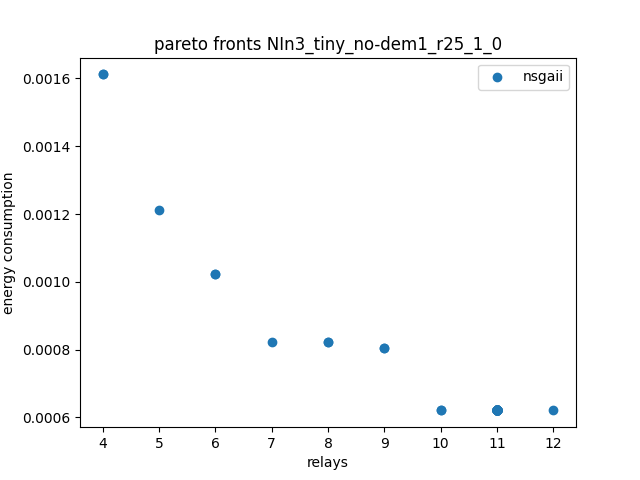 pareto fronts NIn3_tiny_no-dem1_r25_1_0
nsgaii
0.0016
0.0014
0.0012
0.0010
0.0008
0.0006
energy consumption
4 5 6 7 8 9 10 11 12
relays